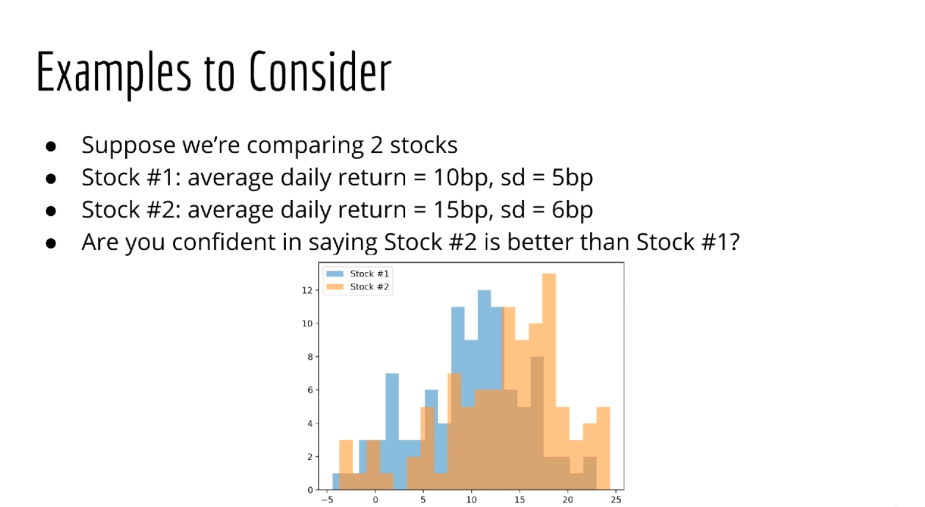 Examples to Consider
● Suppose we're comparing 2 stocks
● Stock #1: average daily return = 10bp, sd = 5bp
● Stock #2: average daily return = 15bp, sd = 6bp
● Are you confident in saying Stock #2 is better than Stock #1?
Stock #1
Stock #2
12
10
8
6
4
2
0
−5 0 5 10 15 20 25